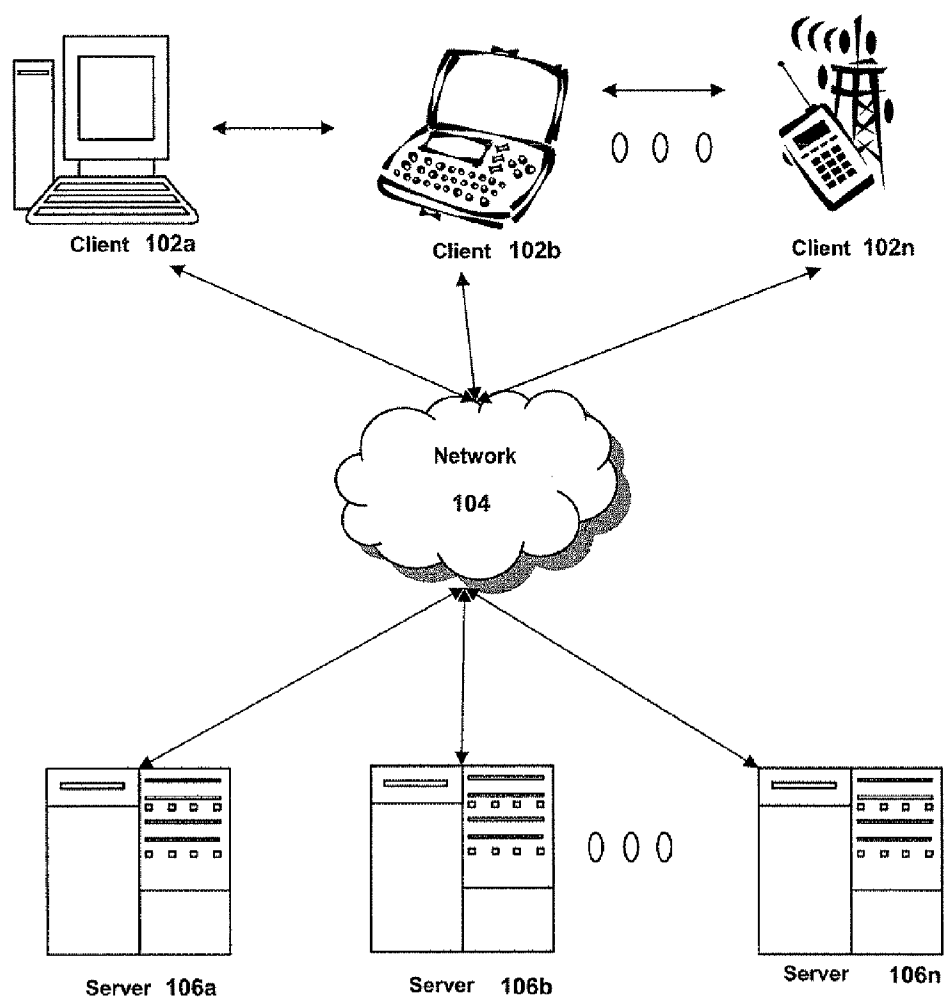 Client 102a
Client 102b
Client 102n
Network
104
Server 106a
Server 106b
Server 106n